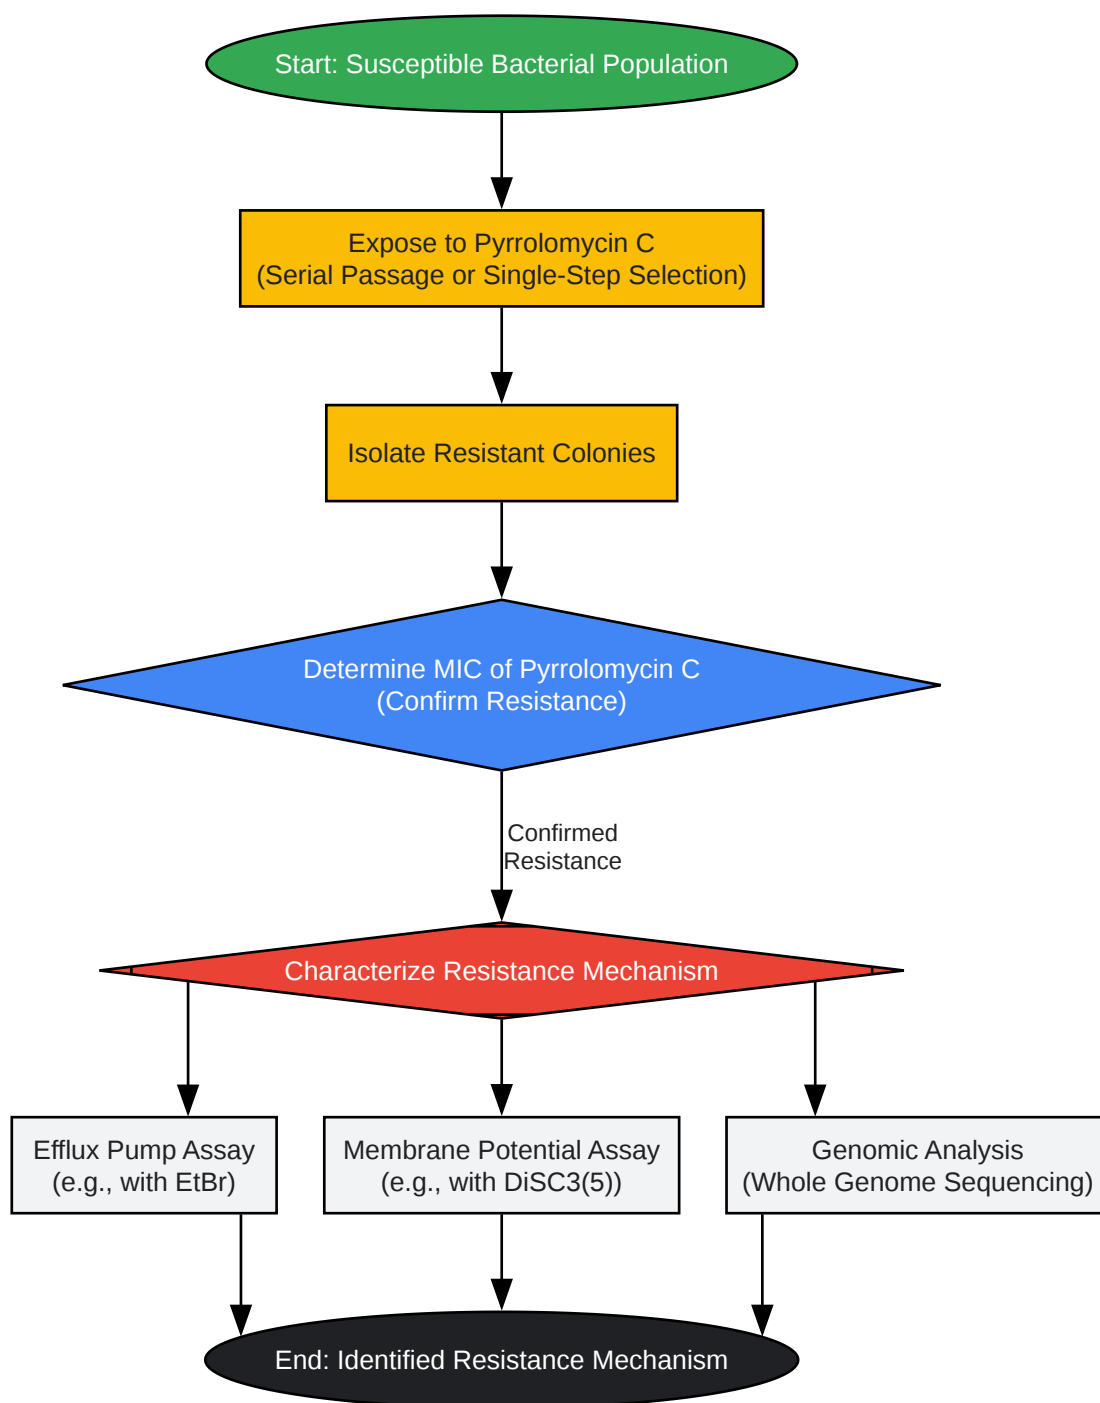 Start: Susceptible Bacterial Population
Expose to Pyrrolomycin C
(Serial Passage or Single-Step Selection)
Isolate Resistant Colonies
Determine MIC of Pyrrolomycin C
(Confirm Resistance)
Confirmed
Resistance
Characterize Resistance Mechanism
Efflux Pump Assay
(e.g., with EtBr)
Membrane Potential Assay
(e.g., with DiSC3(5))
Genomic Analysis
(Whole Genome Sequencing)
End: Identified Resistance Mechanism